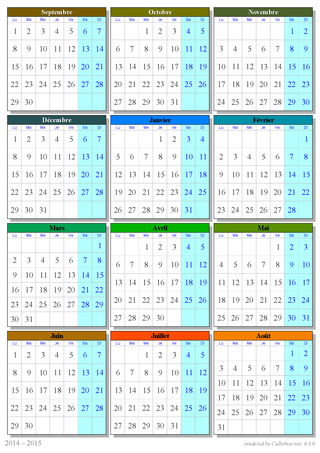 Septembre
Lu Ma Me Je Ve Sa Di
1 2 3 4 5 6 7
8 9 10 11 12 13 14
15 16 17 18 19 20 21
22 23 24 25 26 27 28
29 30
Octobre
Lu Ma Me Je Ve Sa Di
1 2 3 4 5
6 7 8 9 10 11 12
13 14 15 16 17 18 19
20 21 22 23 24 25 26
27 28 29 30 31
Novembre
Lu Ma Me Je Ve Sa Di
1 2
3 4 5 6 7 8 9
10 11 12 13 14 15 16
17 18 19 20 21 22 23
24 25 26 27 28 29 30
Décembre
Lu Ma Me Je Ve Sa Di
1 2 3 4 5 6 7
8 9 10 11 12 13 14
15 16 17 18 19 20 21
22 23 24 25 26 27 28
29 30 31
Janvier
Lu Ma Me Je Ve Sa Di
1 2 3 4
5 6 7 8 9 10 11
12 13 14 15 16 17 18
19 20 21 22 23 24 25
26 27 28 29 30 31
Février
Lu Ma Me Je Ve Sa Di
1
2 3 4 5 6 7 8
9 10 11 12 13 14 15
16 17 18 19 20 21 22
23 24 25 26 27 28
Mars
Lu Ma Me Je Ve Sa Di
1
2 3 4 5 6 7 8
9 10 11 12 13 14 15
16 17 18 19 20 21 22
23 24 25 26 27 28 29
30 31
Avril
Lu Ma Me Je Ve Sa Di
1 2 3 4 5
6 7 8 9 10 11 12
13 14 15 16 17 18 19
20 21 22 23 24 25 26
27 28 29 30
Mai
Lu Ma Me Je Ve Sa Di
1 2 3
4 5 6 7 8 9 10
11 12 13 14 15 16 17
18 19 20 21 22 23 24
25 26 27 28 29 30 31
Juin
Lu Ma Me Je Ve Sa Di
1 2 3 4 5 6 7
8 9 10 11 12 13 14
15 16 17 18 19 20 21
22 23 24 25 26 27 28
29 30
Juillet
Lu Ma Me Je Ve Sa Di
1 2 3 4 5
6 7 8 9 10 11 12
13 14 15 16 17 18 19
20 21 22 23 24 25 26
27 28 29 30 31
Août
Lu Ma Me Je Ve Sa Di
1 2
3 4 5 6 7 8 9
10 11 12 13 14 15 16
17 18 19 20 21 22 23
24 25 26 27 28 29 30
31
2014 – 2015
rendered by Callirhoe ver.